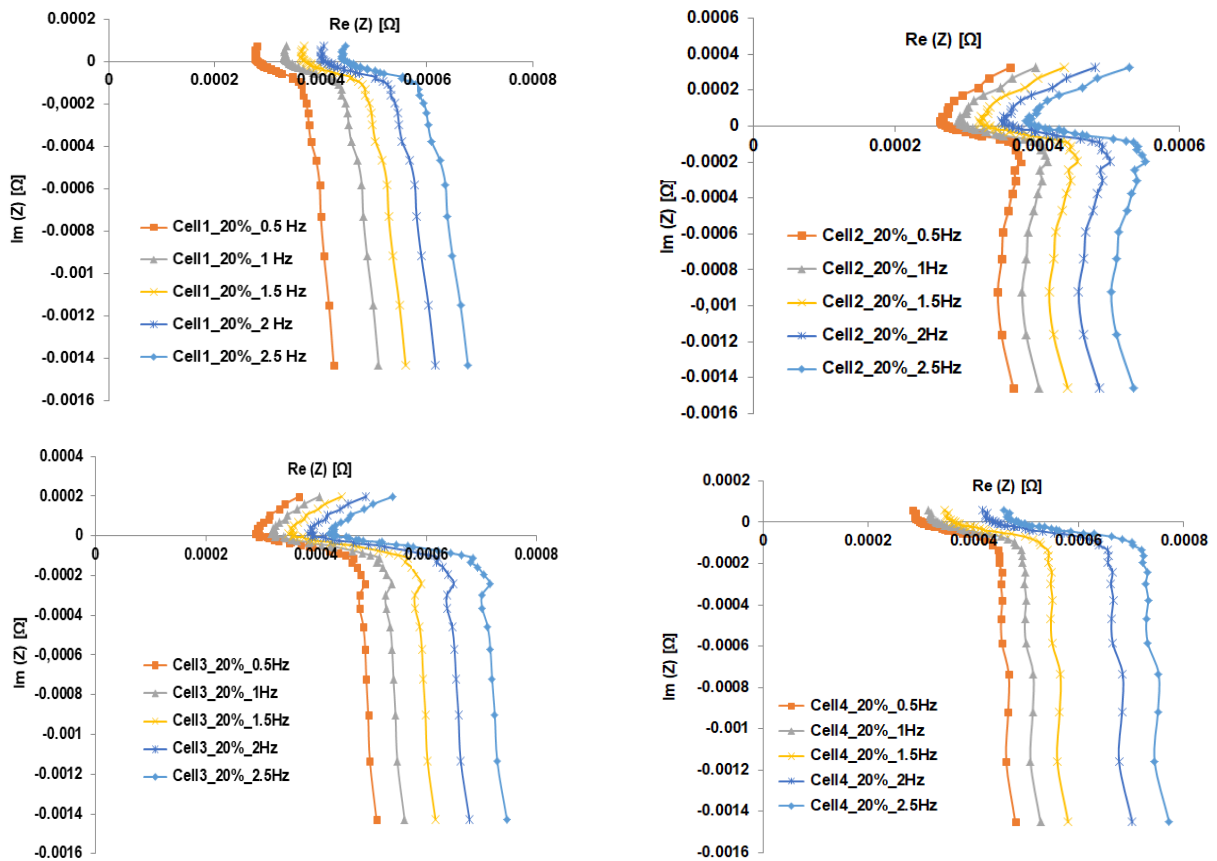 Re (Z) [Ω]
0.0002
0
-0.0002
-0.0004
-0.0006
-0.0008
-0.001
-0.0012
-0.0014
-0.0016
0
0.0002
0.0004
0.0006
0.0008
Im (Z) [Ω]
Cell1_20%_0.5 Hz
Cell1_20%_1 Hz
Cell1_20%_1.5 Hz
Cell1_20%_2 Hz
Cell1_20%_2.5 Hz
Re (Z) [Ω]
0.0006
0.0004
0.0002
0
-0.0002
-0.0004
-0.0006
-0.0008
-0,001
-0.0012
-0.0014
-0.0016
0
0.0002
0.0004
0.0006
Im (Z) [Ω]
Cell2_20%_0.5Hz
Cell2_20%_1Hz
Cell2_20%_1.5Hz
Cell2_20%_2Hz
Cell2_20%_2.5Hz
Re (Z) [Ω]
0.0004
0.0002
0
-0.0002
-0.0004
-0,0006
-0.0008
-0.001
-0.0012
-0.0014
-0.0016
0
0.0002
0.0004
0.0006
0.0008
Im (Z) [Ω]
Cell3_20%_0.5Hz
Cell3_20%_1Hz
Cell3_20%_1.5Hz
Cell3_20%_2Hz
Cell3_20%_2.5Hz
Re (Z) [Ω]
0.0002
0
-0.0002
-0.0004
-0.0006
-0.0008
-0.001
-0.0012
-0.0014
-0.0016
0
0.0002
0.0004
0.0006
0.0008
Im (Z) [Ω]
Cell4_20%_0.5Hz
Cell4_20%_1Hz
Cell4_20%_1.5Hz
Cell4_20%_2Hz
Cell4_20%_2.5Hz